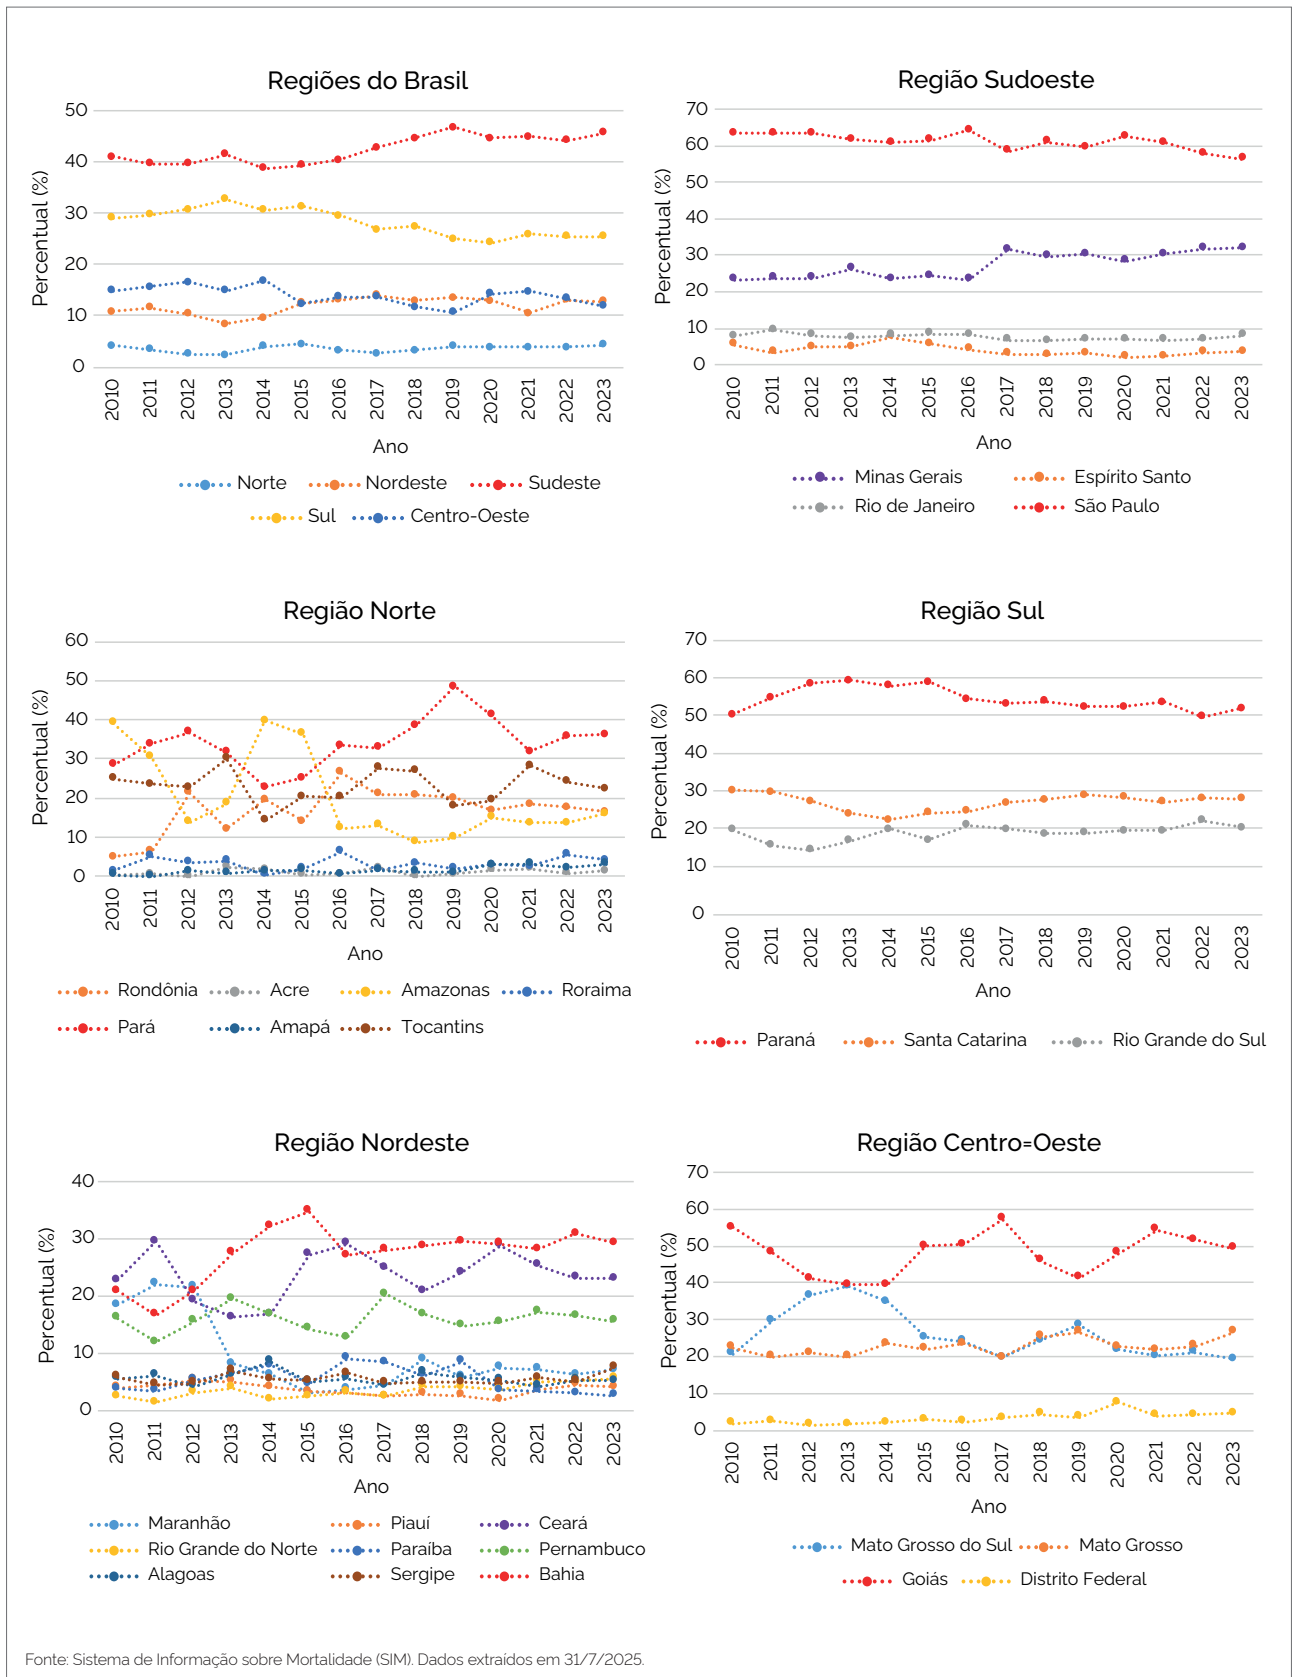 Regiões do Brasil
Percentual (%)
50
40
30
20
10
0
2010 2011 2012 2013 2014 2015 2016 2017 2018 2019 2020 2021 2022 2023
Ano
Norte Nordeste Sudeste
Sul Centro-Oeste
Região Sudoeste
Percentual (%)
70
60
50
40
30
20
10
0
2010 2011 2012 2013 2014 2015 2016 2017 2018 2019 2020 2021 2022 2023
Ano
Minas Gerais Espírito Santo
Rio de Janeiro São Paulo
Região Norte
Percentual (%)
60
50
40
30
20
10
0
2010 2011 2012 2013 2014 2015 2016 2017 2018 2019 2020 2021 2022 2023
Ano
Rondônia Acre Amazonas Roraima
Pará Amapá Tocantins
Região Sul
Percentual (%)
70
60
50
40
30
20
10
0
2010 2011 2012 2013 2014 2015 2016 2017 2018 2019 2020 2021 2022 2023
Ano
Paraná Santa Catarina Rio Grande do Sul
Região Nordeste
Percentual (%)
40
30
20
10
0
2010 2011 2012 2013 2014 2015 2016 2017 2018 2019 2020 2021 2022 2023
Ano
Maranhão Piauí Ceará
Rio Grande do Norte Paraíba Pernambuco
Alagoas Sergipe Bahia
Região Centro=Oeste
Percentual (%)
70
60
50
40
30
20
10
0
2010 2011 2012 2013 2014 2015 2016 2017 2018 2019 2020 2021 2022 2023
Ano
Mato Grosso do Sul Mato Grosso
Goiás Distrito Federal
Fonte: Sistema de Informação sobre Mortalidade (SIM). Dados extraídos em 31/7/2025.